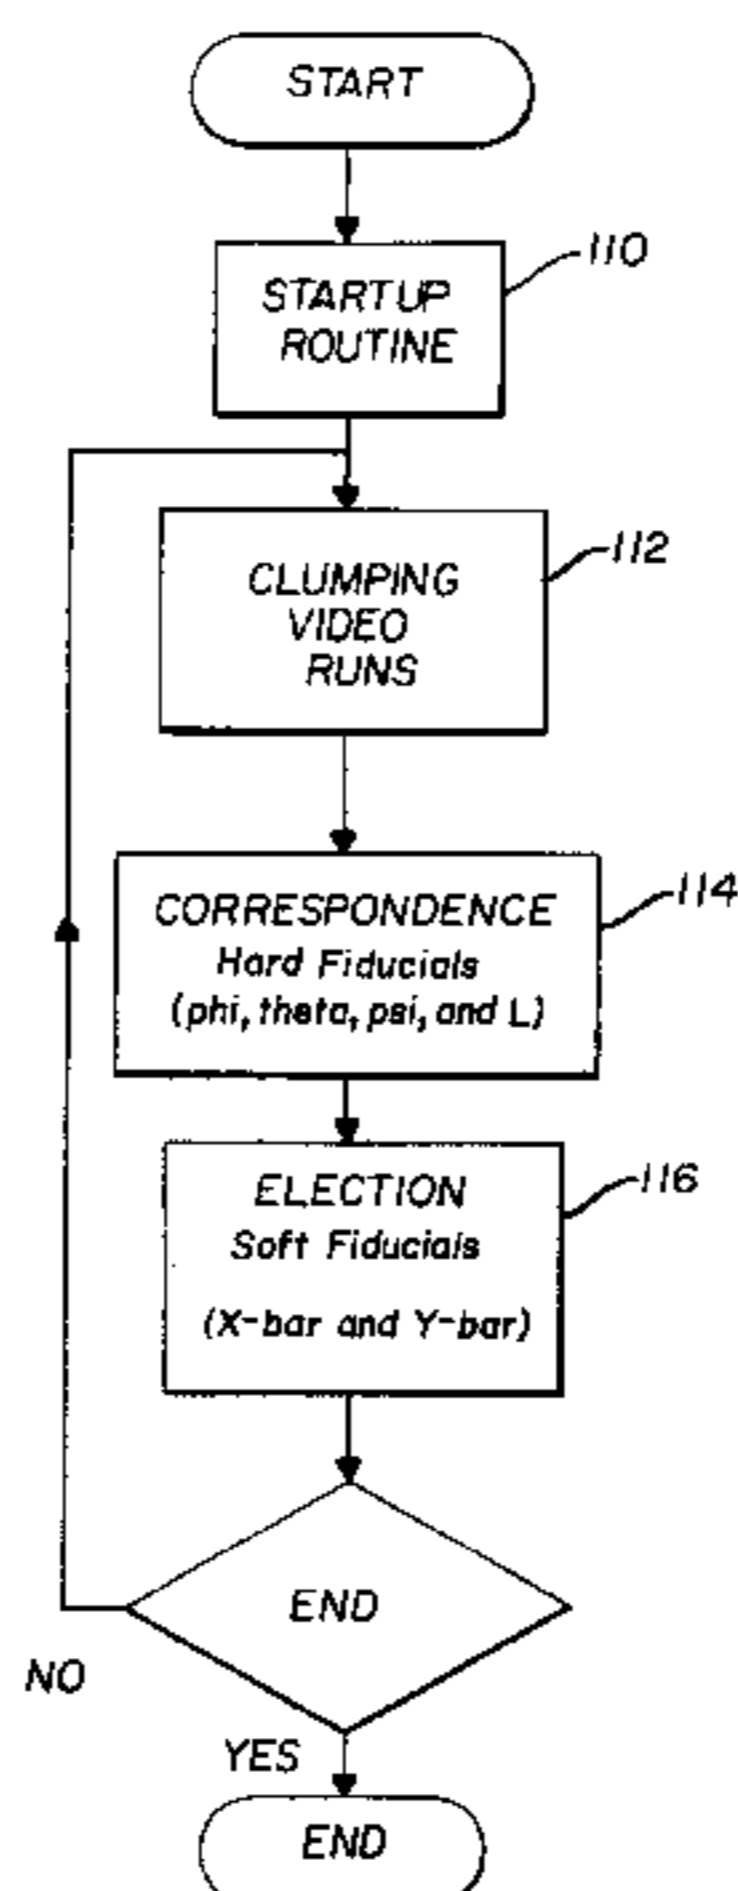 START
110
STARTUP
ROUTINE
112
CLUMPING
VIDEO
RUNS
114
CORRESPONDENCE
Hard Fiducials
(phi, theta, psi, and L)
116
ELECTION
Soft Fiducials
(X-bar and Y-bar)
END
NO
YES
END